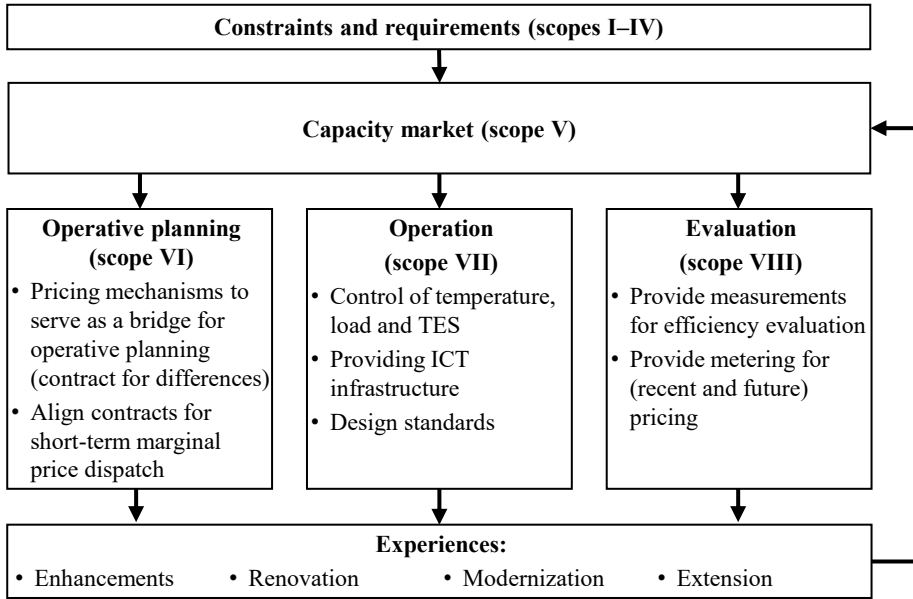 Constraints and requirements (scopes I–IV)
Capacity market (scope V)
Operative planning
(scope VI)
• Pricing mechanisms to
serve as a bridge for
operative planning
(contract for differences)
• Align contracts for
short-term marginal
price dispatch
Operation
(scope VII)
• Control of temperature,
load and TES
• Providing ICT
infrastructure
• Design standards
Evaluation
(scope VIII)
• Provide measurements
for efficiency evaluation
• Provide metering for
(recent and future)
pricing
Experiences:
• Enhancements • Renovation • Modernization • Extension